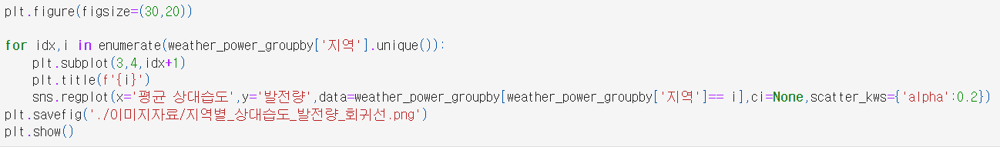 plt.figure(figsize=(30,20))

for idx,i in enumerate(weather_power_groupby['지역'].unique()):
    plt.subplot(3,4,idx+1)
    plt.title(f'{i}')
    sns.regplot(x='평균 상대습도',y='발전량',data=weather_power_groupby[weather_power_groupby['지역']== i],ci=None,scatter_kws={'alpha':0.2})
plt.savefig('./이미지자료/지역별_상대습도_발전량_회귀선.png')
plt.show()